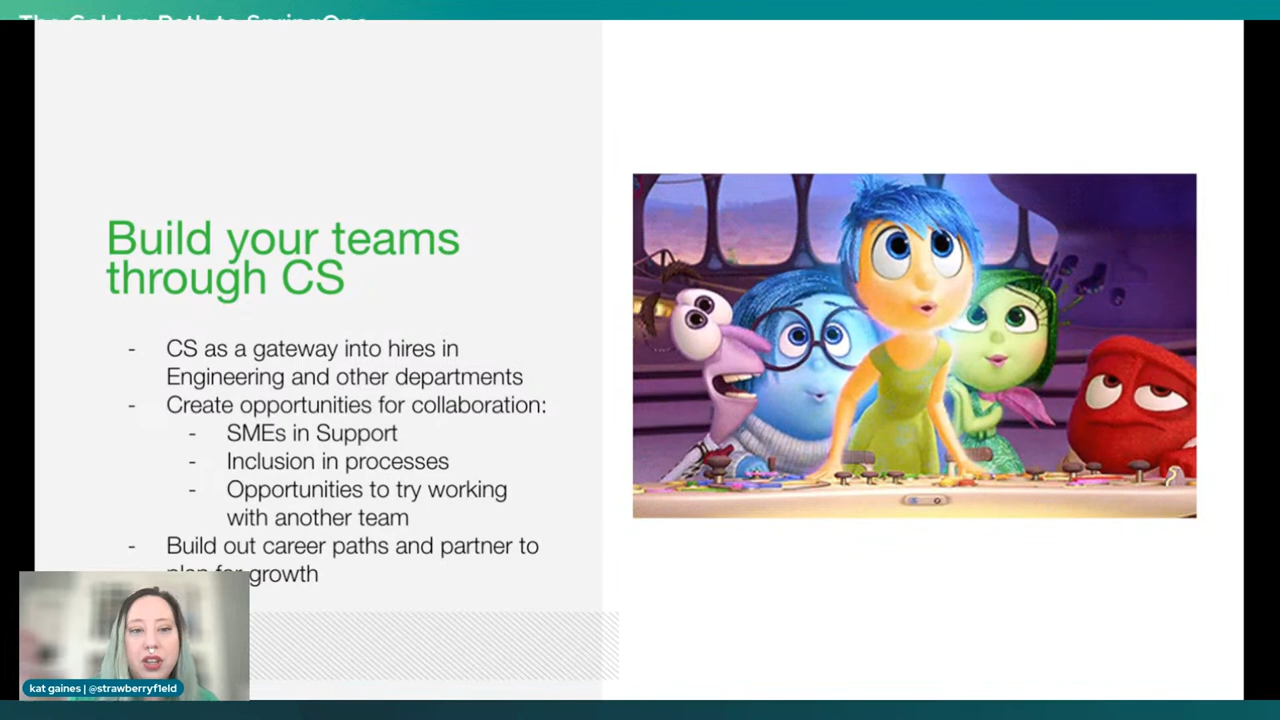 The Golden Path to SpringOne
Build your teams
through CS
- CS as a gateway into hires in
Engineering and other departments
- Create opportunities for collaboration:
- SMEs in Support
- Inclusion in processes
- Opportunities to try working
with another team
- Build out career paths and partner to
plan for growth
kat gaines | @strawberryf1eld